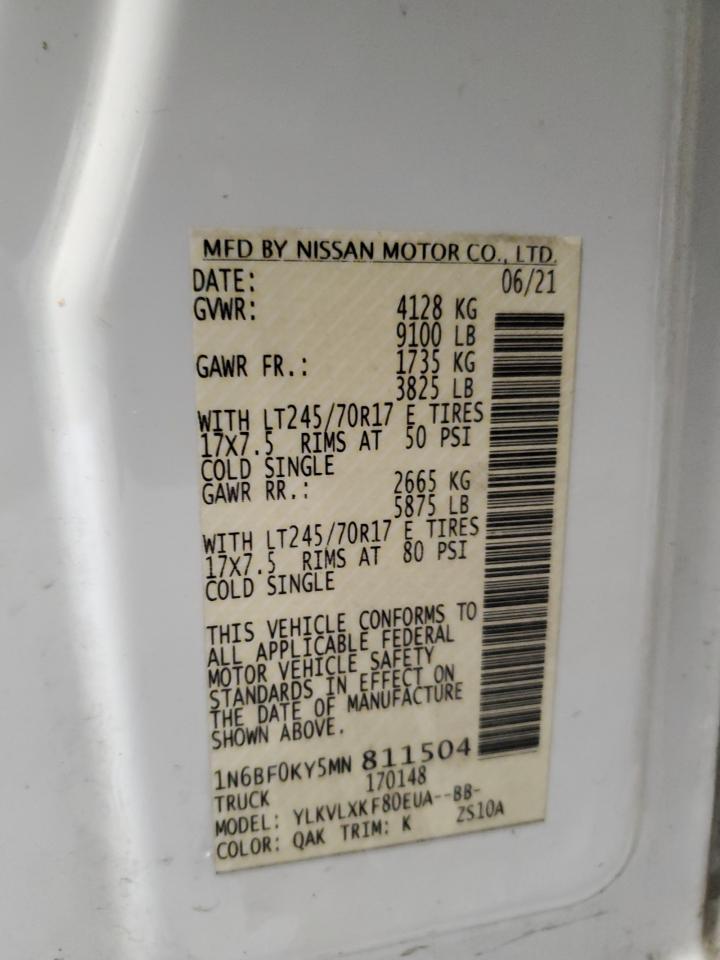 MFD BY NISSAN MOTOR CO., LTD.
DATE: 06/21
GVWR: 4128 KG
9100 LB
GAWR FR.: 1735 KG
3825 LB
WITH LT245/70R17 E TIRES
17X7.5 RIMS AT 50 PSI
COLD SINGLE
GAWR RR.: 2665 KG
5875 LB
WITH LT245/70R17 E TIRES
17X7.5 RIMS AT 80 PSI
COLD SINGLE
THIS VEHICLE CONFORMS TO
ALL APPLICABLE FEDERAL
MOTOR VEHICLE SAFETY
STANDARDS IN EFFECT ON
THE DATE OF MANUFACTURE
SHOWN ABOVE.
1N6BF0KY5MN 811504
TRUCK 170148
MODEL: YLKVLXKF80EUA--BB-
COLOR: QAK TRIM: K ZS10A